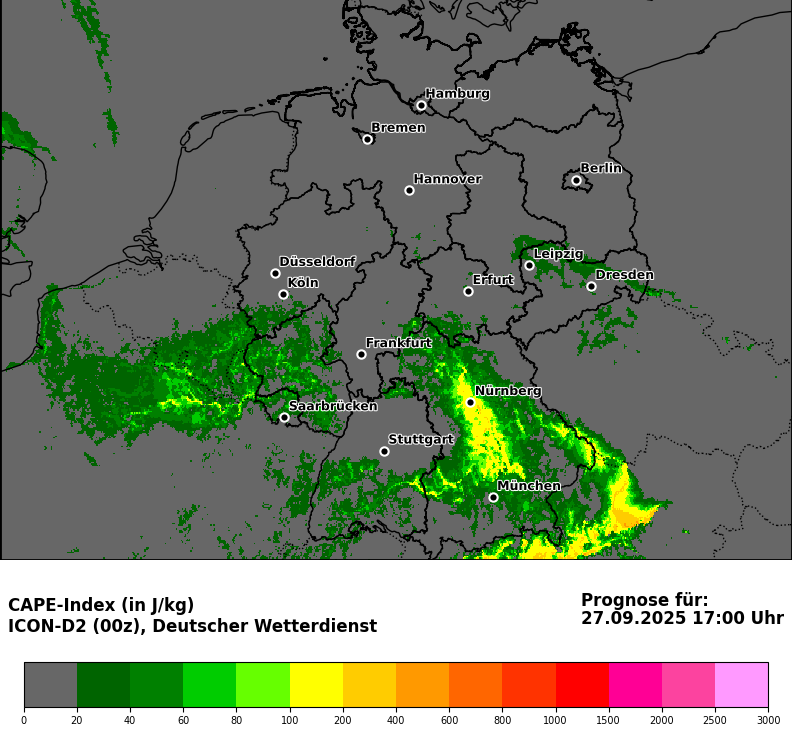 Hamburg
Bremen
Berlin
Hannover
Leipzig
Düsseldorf
Dresden
Köln
Erfurt
Frankfurt
Nürnberg
Saarbrücken
Stuttgart
München
CAPE-Index (in J/kg)
ICON-D2 (00z), Deutscher Wetterdienst
Prognose für:
27.09.2025 17:00 Uhr
0 20 40 60 80 100 200 400 600 800 1000 1500 2000 2500 3000